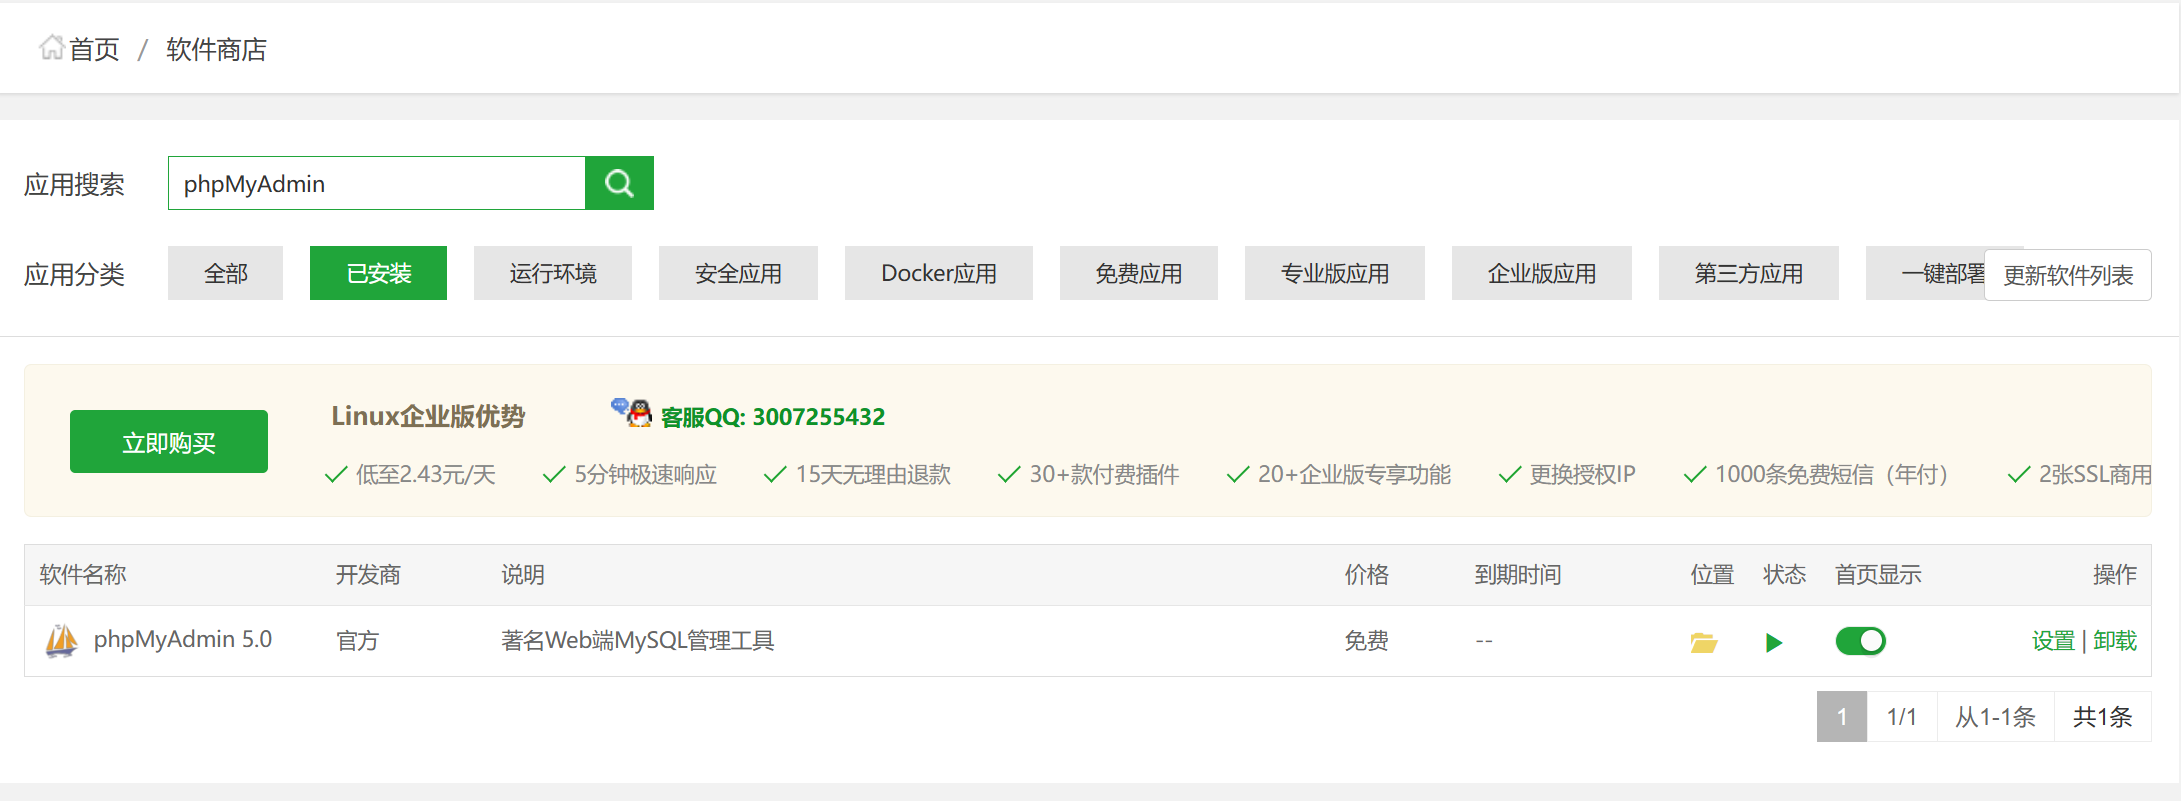 首页 / 软件商店
应用搜索 phpMyAdmin
应用分类 全部 已安装 运行环境 安全应用 Docker应用 免费应用 专业版应用 企业版应用 第三方应用 一键部署 更新软件列表
立即购买 Linux企业版优势 客服QQ: 3007255432
低至2.43元/天 5分钟极速响应 15天无理由退款 30+款付费插件 20+企业版专享功能 更换授权IP 1000条免费短信（年付） 2张SSL商用
软件名称 开发商 说明 价格 到期时间 位置 状态 首页显示 操作
phpMyAdmin 5.0 官方 著名Web端MySQL管理工具 免费 -- 设置 | 卸载
1 1/1 从1-1条 共1条